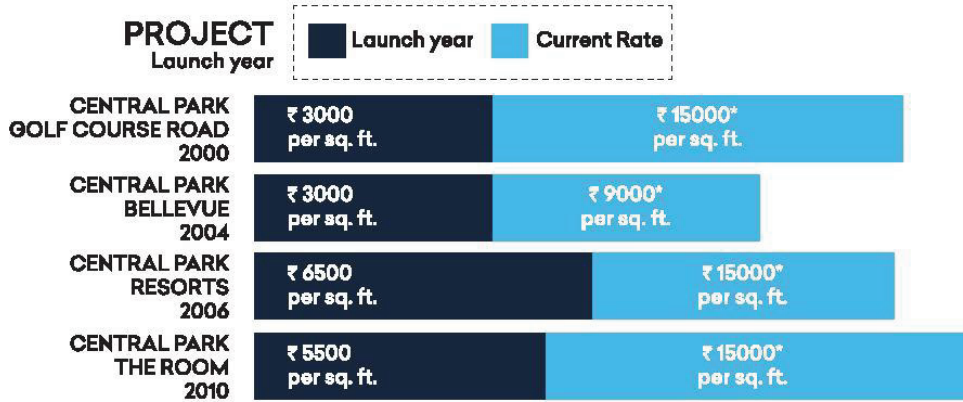 PROJECT
Launch year
Launch year
Current Rate
CENTRAL PARK
GOLF COURSE ROAD
2000
₹ 3000
per sq. ft.
₹ 15000*
per sq. ft.
CENTRAL PARK
BELLEVUE
2004
₹ 3000
per sq. ft.
₹ 9000*
per sq. ft.
CENTRAL PARK
RESORTS
2006
₹ 6500
per sq. ft.
₹ 15000*
per sq. ft.
CENTRAL PARK
THE ROOM
2010
₹ 5500
per sq. ft.
₹ 15000*
per sq. ft.